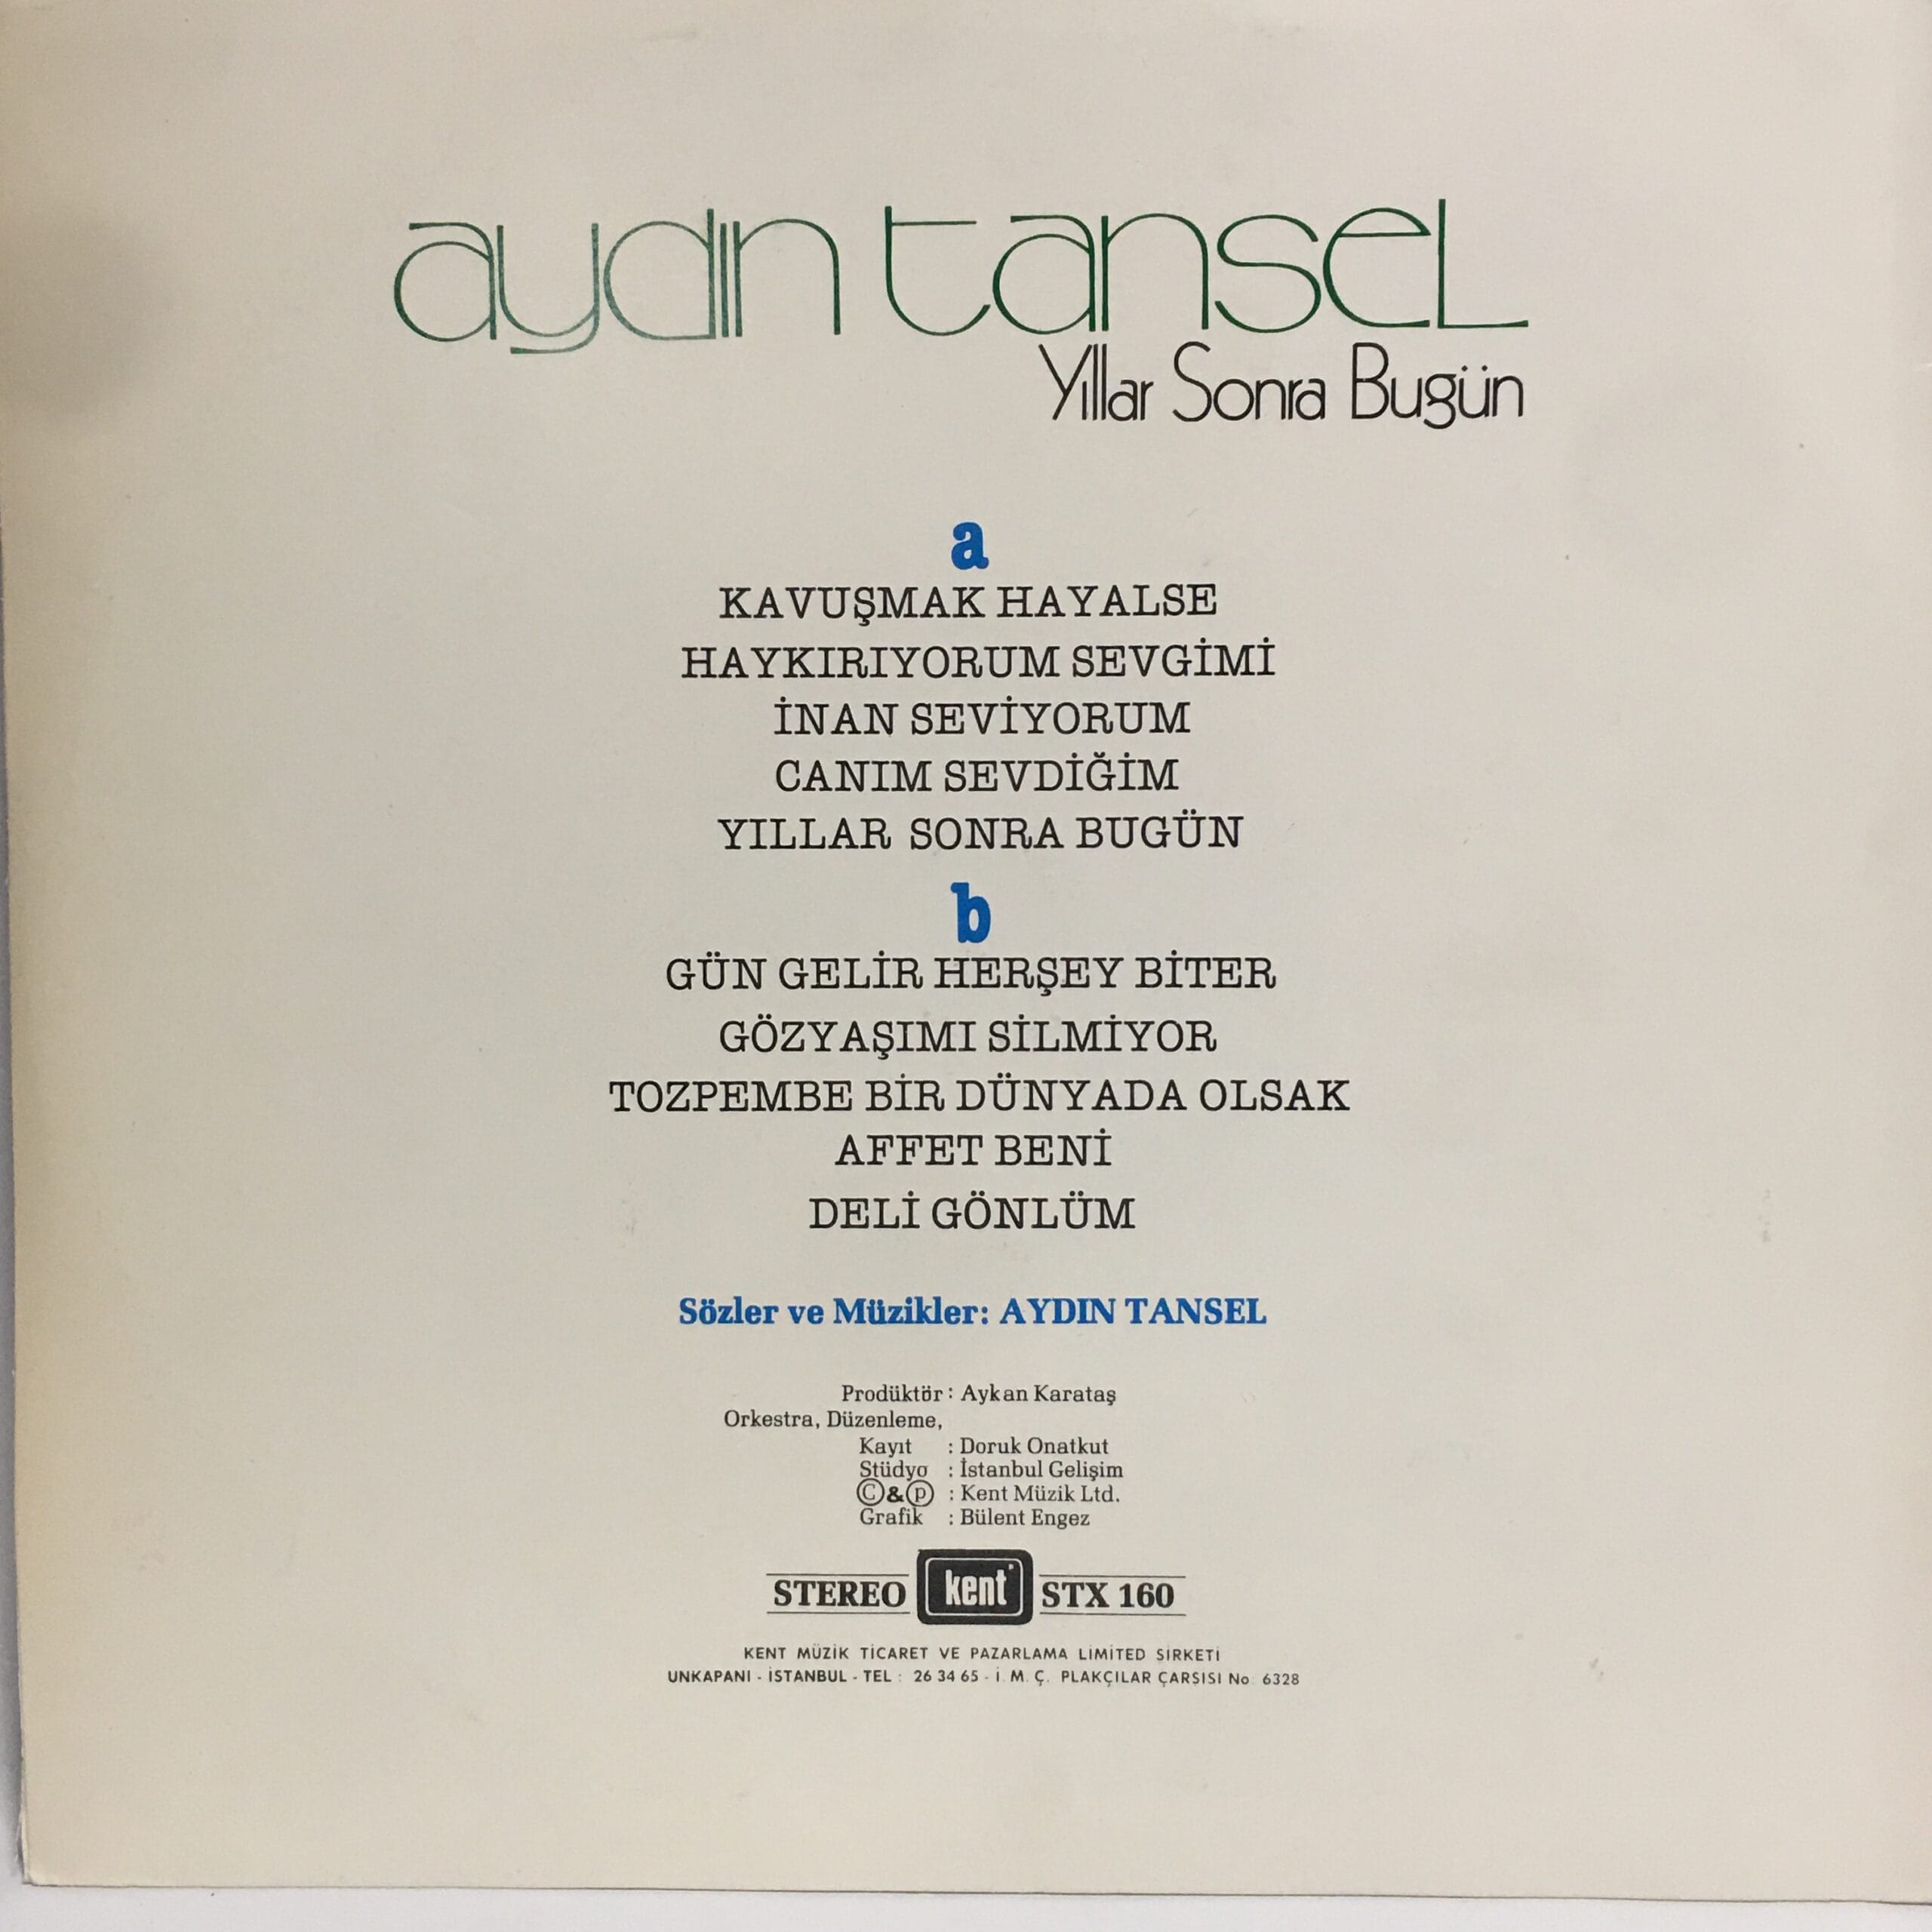 aydın tansel
Yıllar Sonra Bugün
a
KAVUŞMAK HAYALSE
HAYKIRIYORUM SEVGİMİ
İNAN SEVİYORUM
CANIM SEVDİĞİM
YILLAR SONRA BUGÜN
b
GÜN GELİR HERŞEY BİTER
GÖZYAŞIMI SİLMİYOR
TOZPEMBE BİR DÜNYADA OLSAK
AFFET BENİ
DELİ GÖNLÜM
Sözler ve Müzikler: AYDIN TANSEL
Prodüktör : Aykan Karataş
Orkestra, Düzenleme,
Kayıt : Doruk Onatkut
Stüdyo : İstanbul Gelişim
Ⓒ&Ⓟ : Kent Müzik Ltd.
Grafik : Bülent Engez
STEREO kent STX 160
KENT MÜZİK TİCARET VE PAZARLAMA LİMİTED SİRKETİ
UNKAPANI - İSTANBUL - TEL : 26 34 65 - İ. M. Ç. PLAKÇILAR ÇARSISI No: 6328